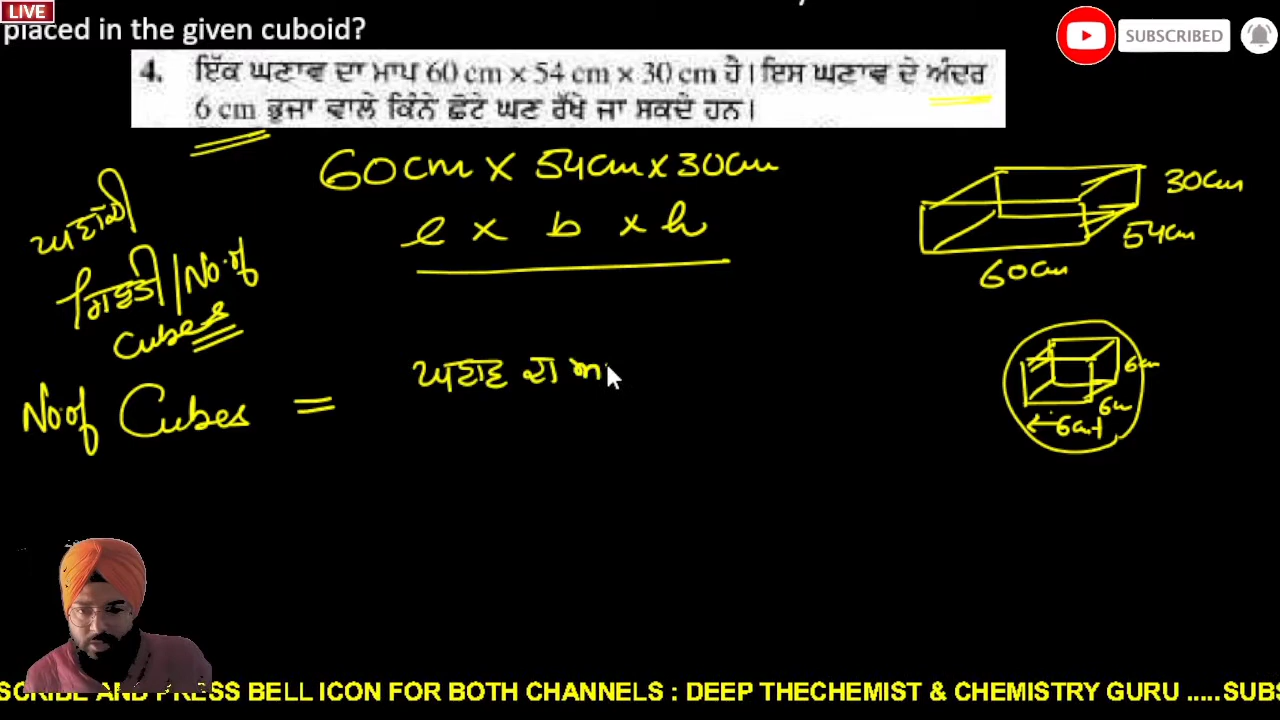 LIVE
placed in the given cuboid?
SUBSCRIBED
4. ਇੱਕ ਘਣਾਵ ਦਾ ਮਾਪ 60 cm × 54 cm × 30 cm ਹੈ। ਇਸ ਘਣਾਵ ਦੇ ਅੰਦਰ
6 cm ਭੁਜਾ ਵਾਲੇ ਕਿੰਨੇ ਛੋਟੇ ਘਣ ਰੱਖੇ ਜਾ ਸਕਦੇ ਹਨ।
60cm × 54cm × 30cm
l × b × h
30cm
54cm
60cm
ਗਿਣਤੀ / No. of
Cubes
6cm
6cm
6cm
No of Cubes =
ਘਣਾਵ ਦਾ
SCRIBE AND PRESS BELL ICON FOR BOTH CHANNELS : DEEP THECHEMIST & CHEMISTRY GURU .....SUBS